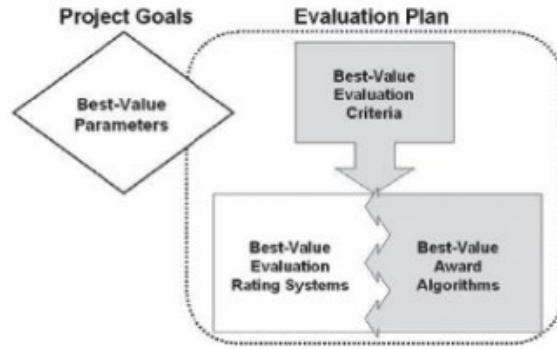 Project Goals
Evaluation Plan
Best-Value
Parameters
Best-Value
Evaluation
Criteria
Best-Value
Evaluation
Rating Systems
Best-Value
Award
Algorithms